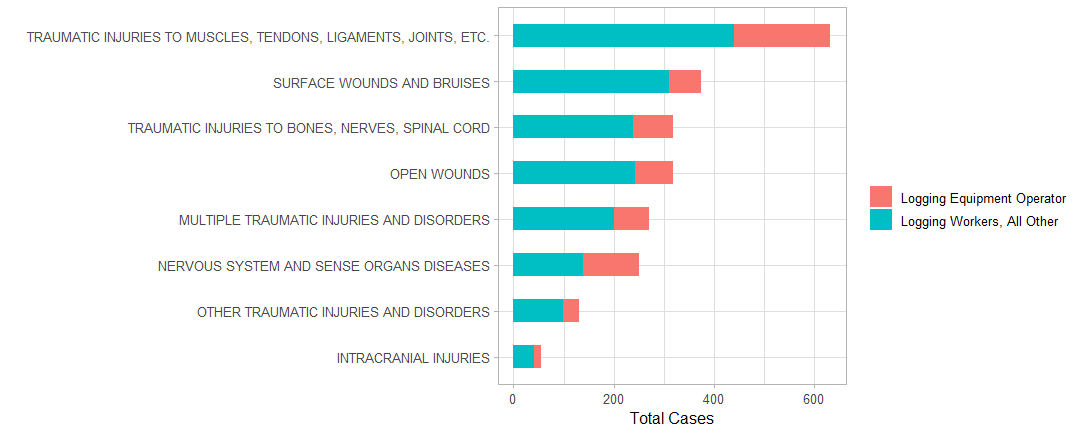 TRAUMATIC INJURIES TO MUSCLES, TENDONS, LIGAMENTS, JOINTS, ETC.
SURFACE WOUNDS AND BRUISES
TRAUMATIC INJURIES TO BONES, NERVES, SPINAL CORD
OPEN WOUNDS
MULTIPLE TRAUMATIC INJURIES AND DISORDERS
NERVOUS SYSTEM AND SENSE ORGANS DISEASES
OTHER TRAUMATIC INJURIES AND DISORDERS
INTRACRANIAL INJURIES
0 200 400 600
Total Cases
Logging Equipment Operator
Logging Workers, All Other